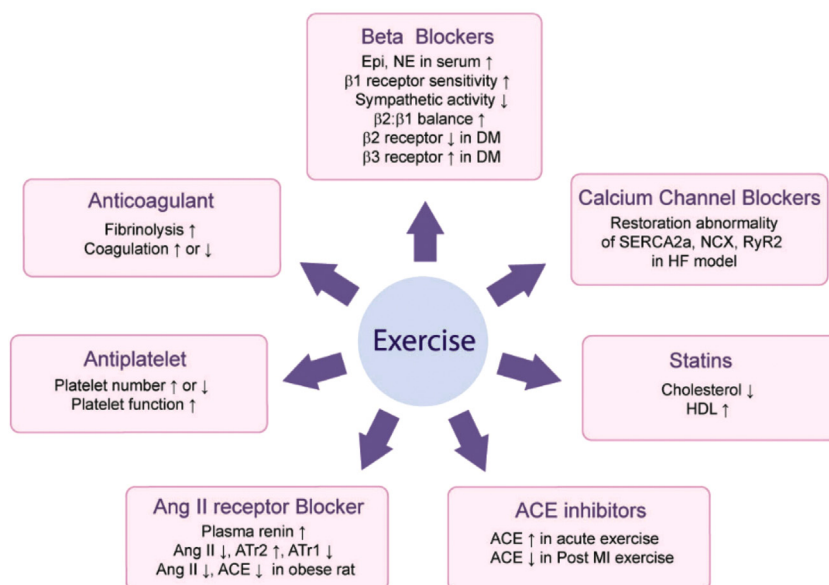 Beta Blockers
Epi, NE in serum ↑
β1 receptor sensitivity ↑
Sympathetic activity ↓
β2:β1 balance ↑
β2 receptor ↓ in DM
β3 receptor ↑ in DM
Anticoagulant
Fibrinolysis ↑
Coagulation ↑ or ↓
Calcium Channel Blockers
Restoration abnormality
of SERCA2a, NCX, RyR2
in HF model
Exercise
Antiplatelet
Platelet number ↑ or ↓
Platelet function ↑
Statins
Cholesterol ↓
HDL ↑
Ang II receptor Blocker
Plasma renin ↑
Ang II ↓, ATr2 ↑, ATr1 ↓
Ang II ↓, ACE ↓ in obese rat
ACE inhibitors
ACE ↑ in acute exercise
ACE ↓ in Post MI exercise